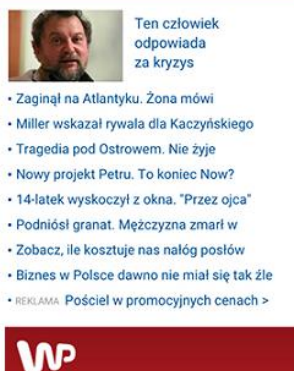 Ten człowiek
odpowiada
za kryzys
• Zaginął na Atlantyku. Żona mówi
• Miller wskazał rywala dla Kaczyńskiego
• Tragedia pod Ostrowem. Nie żyje
• Nowy projekt Petru. To koniec Now?
• 14-latek wyskoczył z okna. "Przez ojca"
• Podniósł granat. Mężczyzna zmarł w
• Zobacz, ile kosztuje nas nałóg posłów
• Biznes w Polsce dawno nie miał się tak źle
• REKLAMA Pościel w promocyjnych cenach >
WP